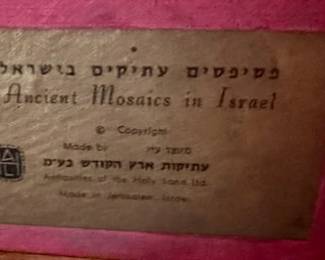 פסיפסים עתיקים בישראל
Ancient Mosaics in Israel
© Copyright
Made by מוצר ע״י
עתיקות ארץ הקודש בע״מ
Antiquities of the Holy Land Ltd.
Made in Jerusalem, Israel